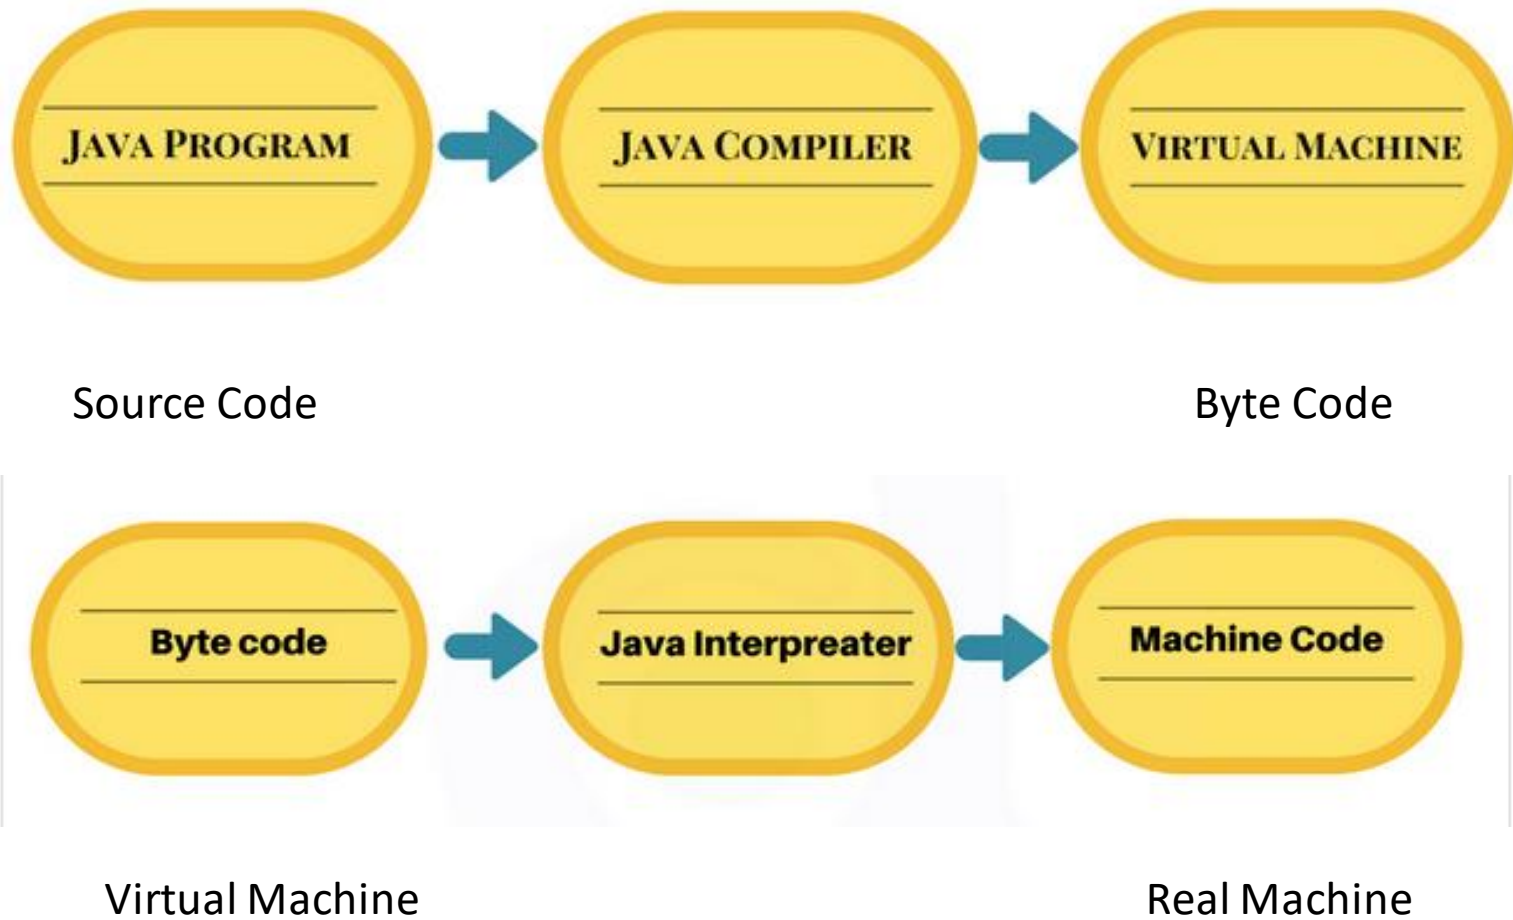 JAVA PROGRAM
JAVA COMPILER
VIRTUAL MACHINE
Source Code
Byte Code
Byte code
Java Interpreater
Machine Code
Virtual Machine
Real Machine